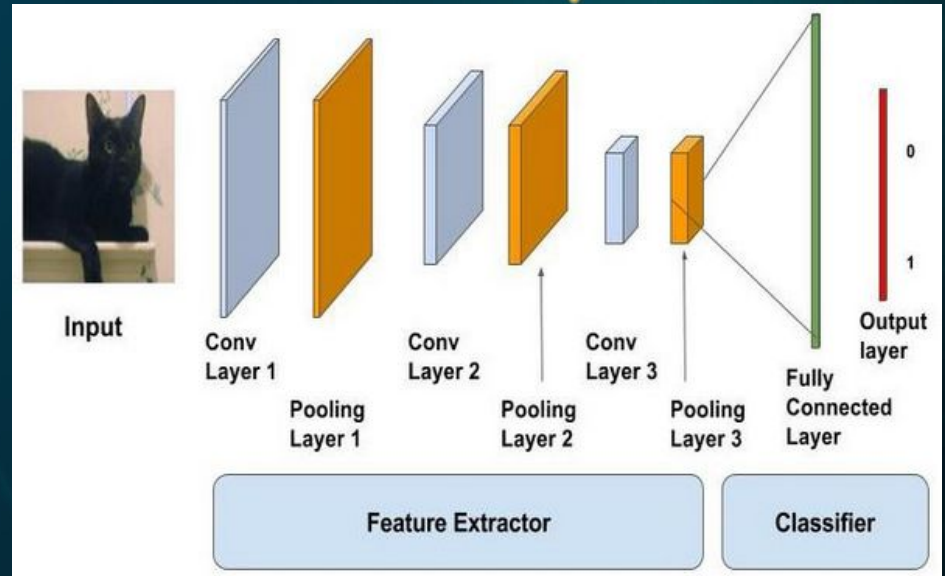 Input
Conv
Layer 1
Pooling
Layer 1
Conv
Layer 2
Pooling
Layer 2
Conv
Layer 3
Pooling
Layer 3
Fully
Connected
Layer
0
1
Output
layer
Feature Extractor
Classifier